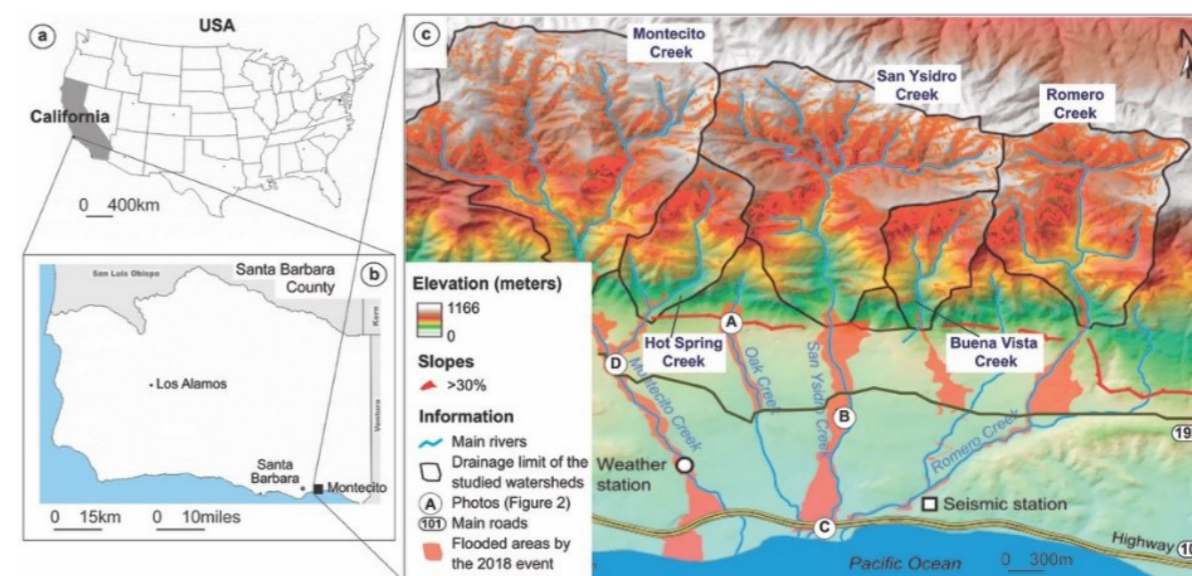 a
USA
California
0 400km
b
San Luis Obispo
Santa Barbara
County
Kern
Ventura
Los Alamos
Santa
Barbara
Montecito
0 15km 0 10miles
c
Montecito
Creek
San Ysidro
Creek
Romero
Creek
N
Elevation (meters)
1166
0
Slopes
>30%
Information
Main rivers
Drainage limit of the
studied watersheds
A Photos (Figure 2)
101 Main roads
Flooded areas by
the 2018 event
Hot Spring
Creek
Buena Vista
Creek
A
B
C
D
Montecito Creek
Oak Creek
San Ysidro Creek
Romero Creek
Weather
station
Seismic station
Highway
Pacific Ocean
0 300m